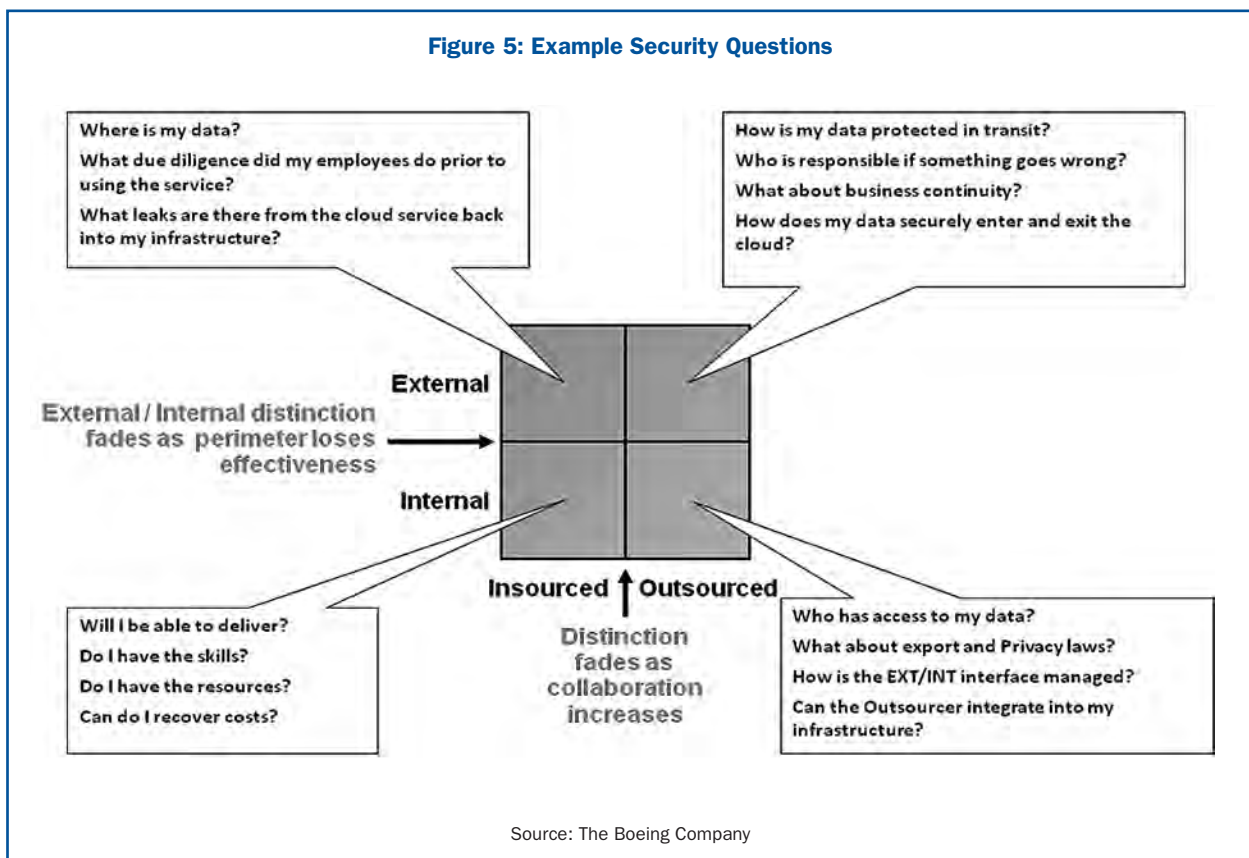 Figure 5: Example Security Questions
Where is my data?
What due diligence did my employees do prior to
using the service?
What leaks are there from the cloud service back
into my infrastructure?
How is my data protected in transit?
Who is responsible if something goes wrong?
What about business continuity?
How does my data securely enter and exit the
cloud?
External
External / Internal distinction
fades as perimeter loses
effectiveness
Internal
Insourced
Outsourced
Distinction
fades as
collaboration
increases
Will I be able to deliver?
Do I have the skills?
Do I have the resources?
Can do I recover costs?
Who has access to my data?
What about export and Privacy laws?
How is the EXT/INT interface managed?
Can the Outsourcer integrate into my
infrastructure?
Source: The Boeing Company